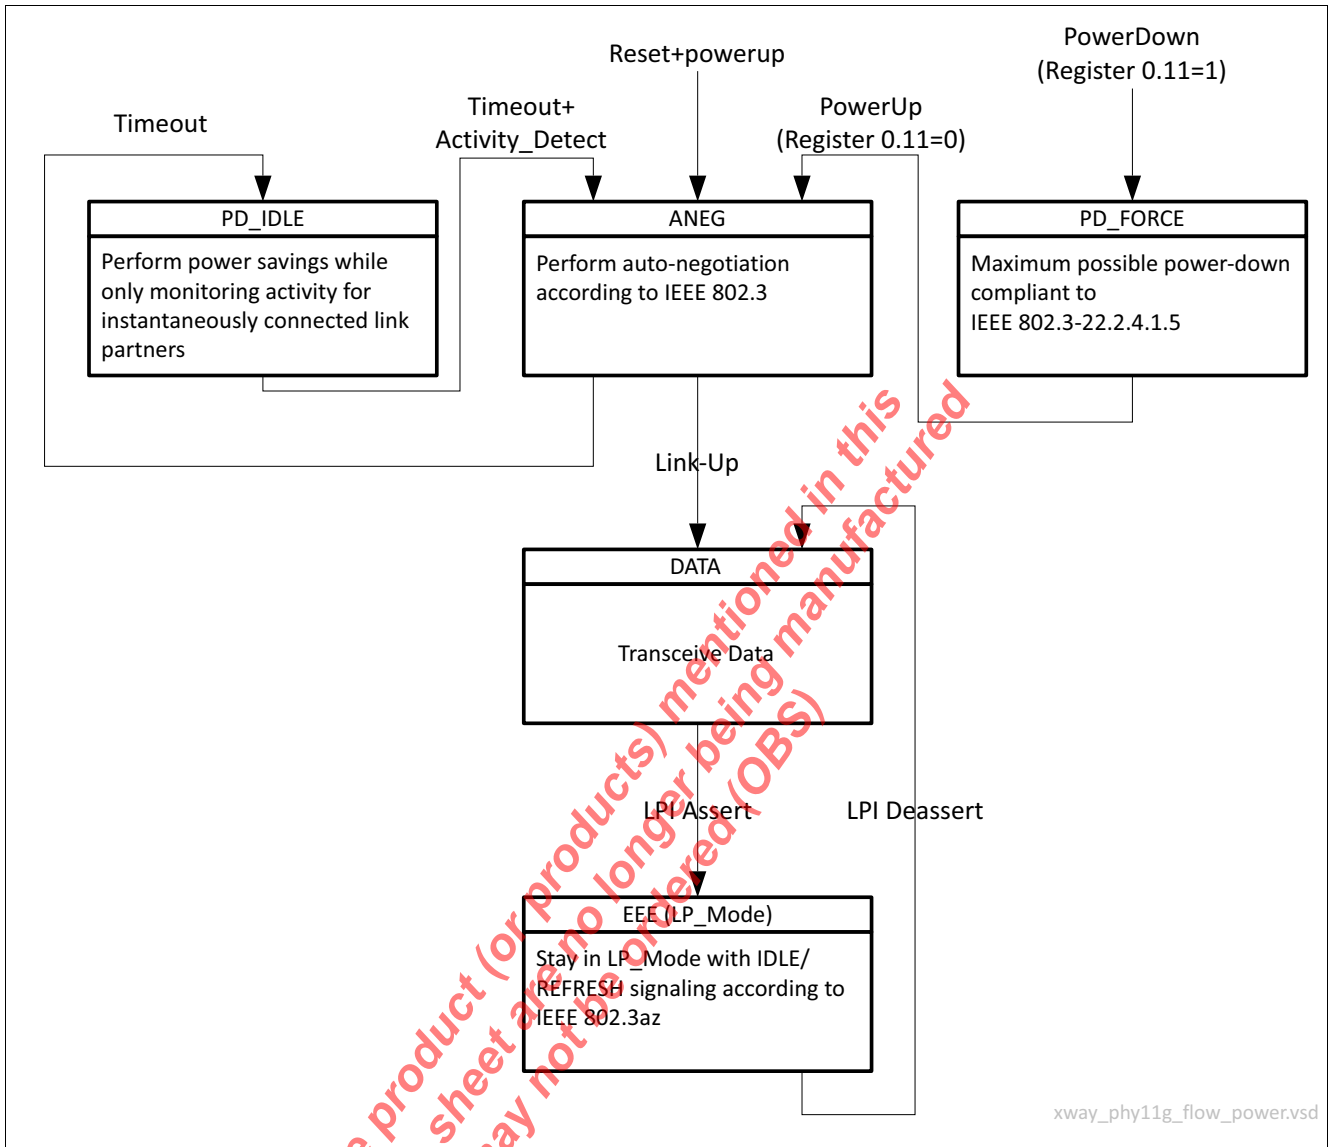 Reset+powerup
PowerDown
(Register 0.11=1)
Timeout
Timeout+
Activity_Detect
PowerUp
(Register 0.11=0)
PD_IDLE
Perform power savings while
only monitoring activity for
instantaneously connected link
partners
ANEG
Perform auto-negotiation
according to IEEE 802.3
PD_FORCE
Maximum possible power-down
compliant to
IEEE 802.3-22.2.4.1.5
Link-Up
DATA
Transceive Data
LPI Assert
LPI Deassert
EEE (LP_Mode)
Stay in LP_Mode with IDLE/
REFRESH signaling according to
IEEE 802.3az
product (or products) mentioned in this
sheet are no longer being manufactured
may not be ordered (OBS)
xway_phy11g_flow_power.vsd